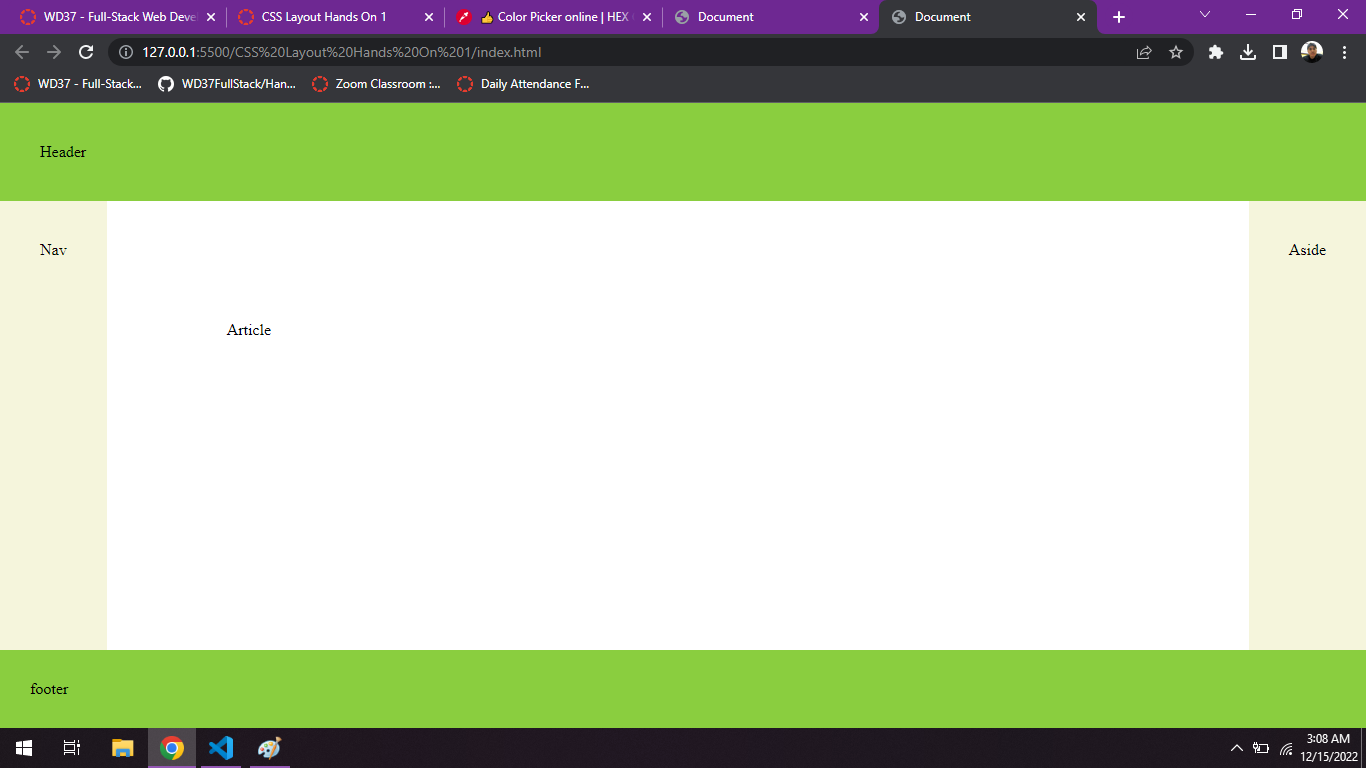 WD37 - Full-Stack Web Deve
CSS Layout Hands On 1
👍 Color Picker online | HEX
Document
Document
127.0.0.1:5500/CSS%20Layout%20Hands%20On%201/index.html
WD37 - Full-Stack...
WD37FullStack/Han...
Zoom Classroom :...
Daily Attendance F...
Header
Nav
Aside
Article
footer
3:08 AM
12/15/2022